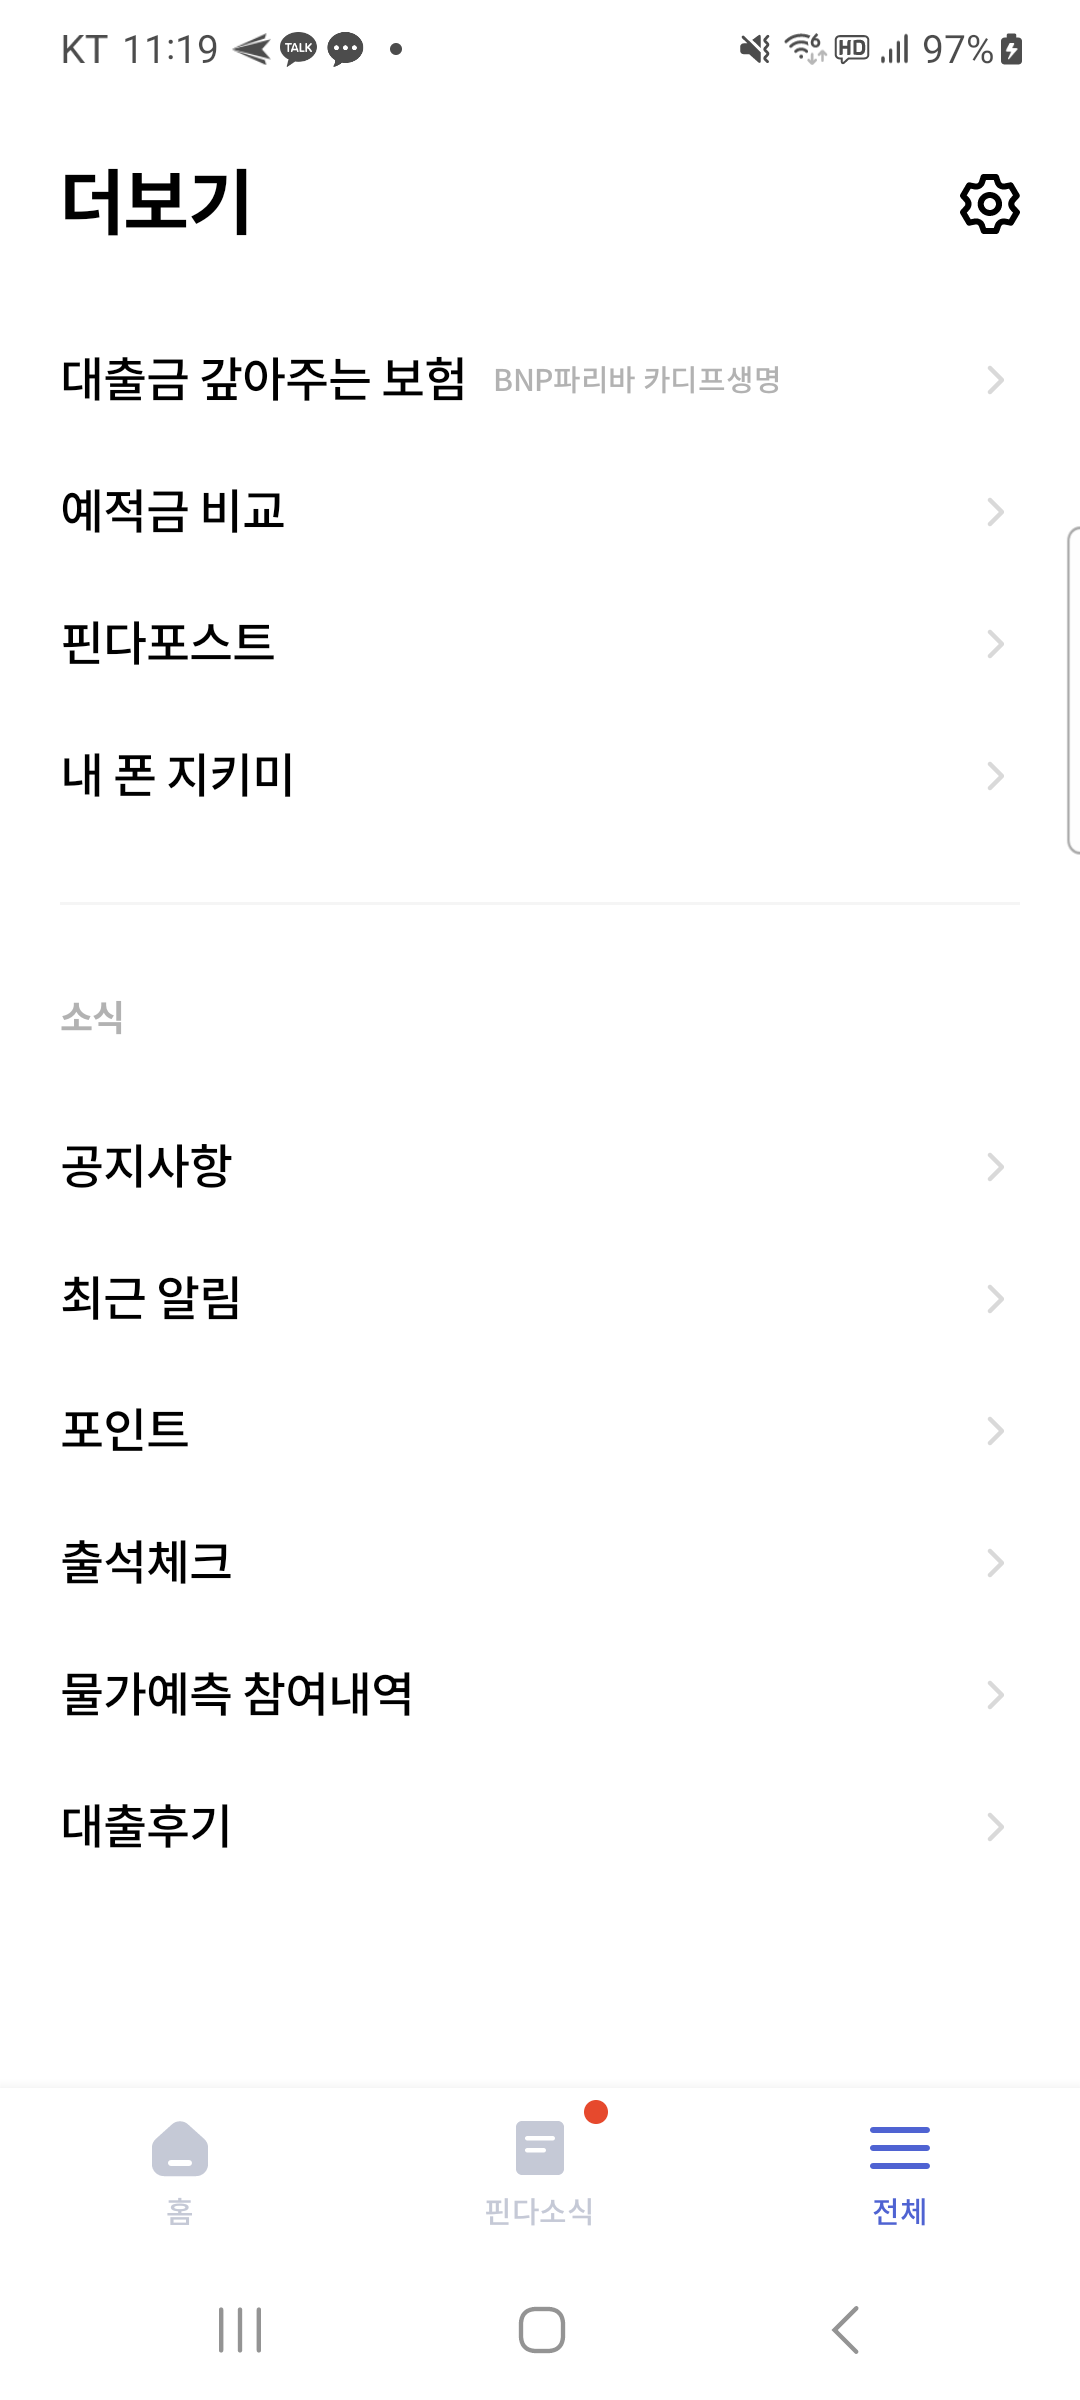 KT 11:19 TALK 6 HD 97%
더보기
대출금 갚아주는 보험 BNP파리바 카디프생명
예적금 비교
핀다포스트
내 폰 지키미
소식
공지사항
최근 알림
포인트
출석체크
물가예측 참여내역
대출후기
홈 핀다소식 전체